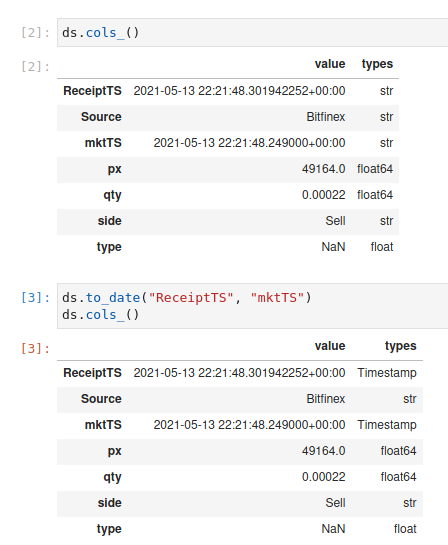 [2]: ds.cols_()
[2]:
value types
ReceiptTS 2021-05-13 22:21:48.301942252+00:00 str
Source Bitfinex str
mktTS 2021-05-13 22:21:48.249000+00:00 str
px 49164.0 float64
qty 0.00022 float64
side Sell str
type NaN float
[3]: ds.to_date("ReceiptTS", "mktTS")
ds.cols_()
[3]:
value types
ReceiptTS 2021-05-13 22:21:48.301942252+00:00 Timestamp
Source Bitfinex str
mktTS 2021-05-13 22:21:48.249000+00:00 Timestamp
px 49164.0 float64
qty 0.00022 float64
side Sell str
type NaN float